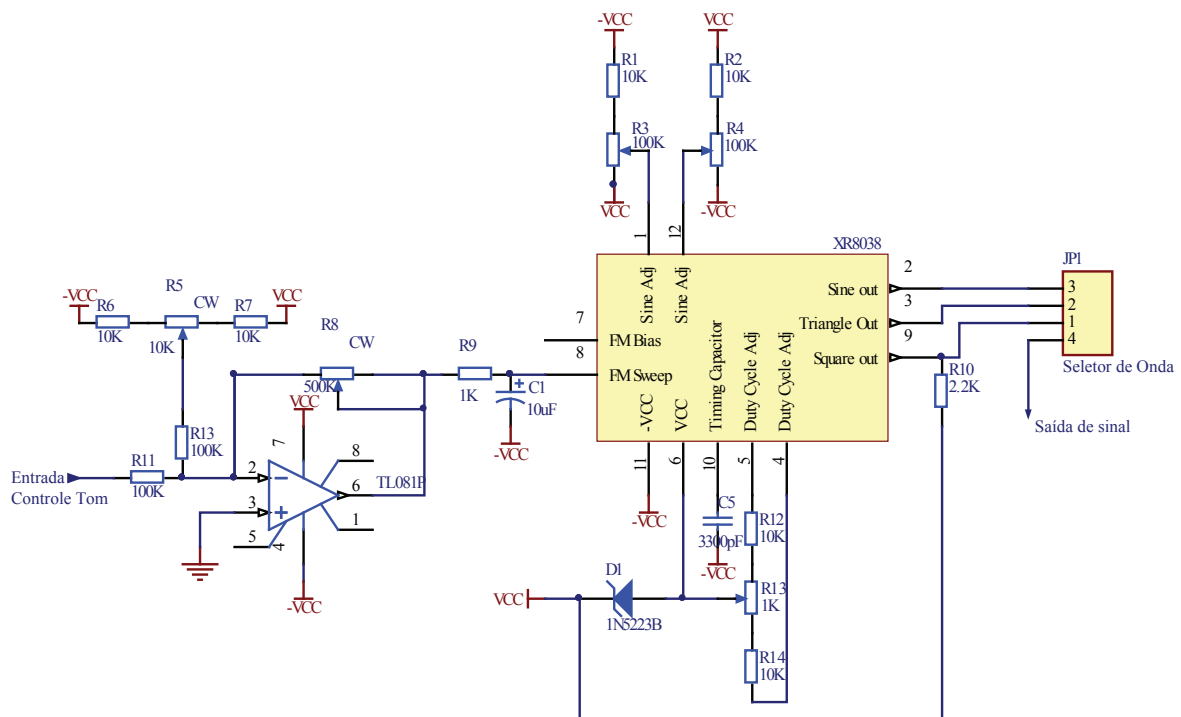 -VCC
VCC
R1
10K
R2
10K
R3
100K
R4
100K
VCC
-VCC
1
12
XR8038
Sine Adj
Sine Adj
2
Sine out
3
Triangle Out
9
Square out
7
FM Bias
8
FM Sweep
-VCC
VCC
Timing Capacitor
Duty Cycle Adj
Duty Cycle Adj
11
6
10
5
4
JP1
3
2
1
4
Seletor de Onda
R10
2.2K
Saída de sinal
-VCC
R6
10K
R5
CW
10K
R7
10K
VCC
R8
CW
500K
R9
1K
C1
+
10uF
-VCC
VCC
R13
100K
R11
100K
Entrada
Controle Tom
2
3
7
8
6
1
5
4
TL081P
-VCC
-VCC
C5
3300pF
-VCC
R12
10K
R13
1K
R14
10K
VCC
D1
1N5223B